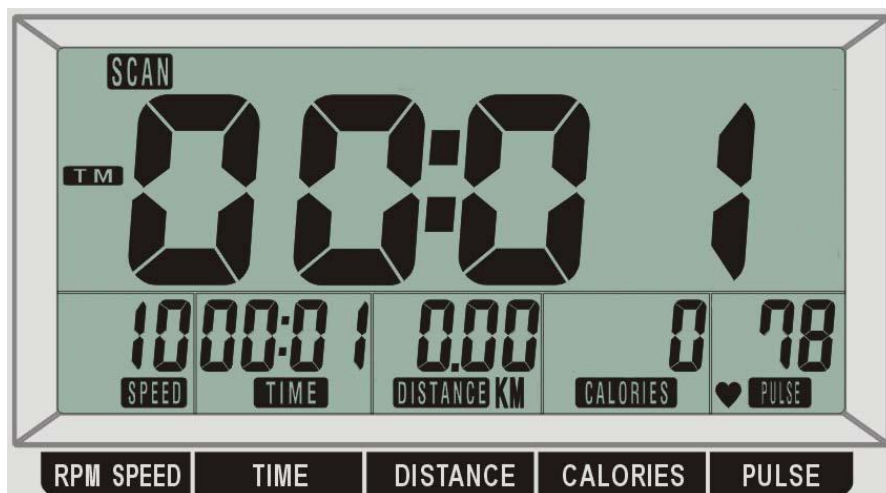 SCAN
TM
00:01
10 00:01 0.00 0 78
SPEED TIME DISTANCE KM CALORIES PULSE
RPM SPEED TIME DISTANCE CALORIES PULSE